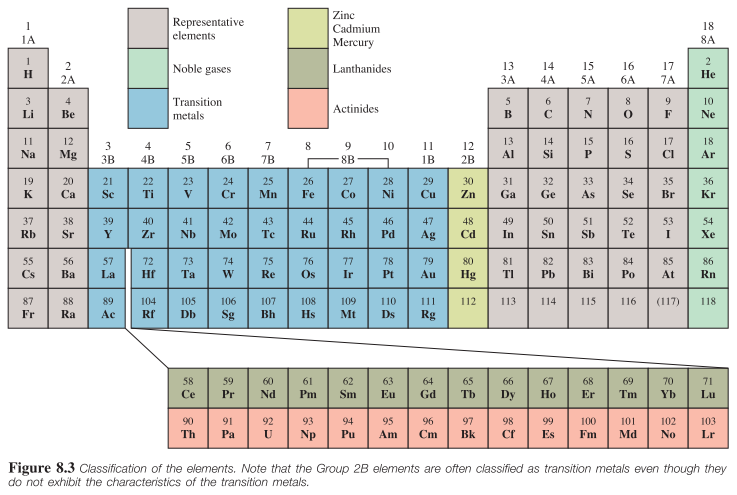 1
1A
2
2A
3
3B
4
4B
5
5B
6
6B
7
7B
8
9
10
8B
11
1B
12
2B
13
3A
14
4A
15
5A
16
6A
17
7A
18
8A
Representative
elements
Noble gases
Transition
metals
Zinc
Cadmium
Mercury
Lanthanides
Actinides
1 2
H He
3 4 5 6 7 8 9 10
Li Be B C N O F Ne
11 12 13 14 15 16 17 18
Na Mg Al Si P S Cl Ar
19 20 21 22 23 24 25 26 27 28 29 30 31 32 33 34 35 36
K Ca Sc Ti V Cr Mn Fe Co Ni Cu Zn Ga Ge As Se Br Kr
37 38 39 40 41 42 43 44 45 46 47 48 49 50 51 52 53 54
Rb Sr Y Zr Nb Mo Tc Ru Rh Pd Ag Cd In Sn Sb Te I Xe
55 56 57 72 73 74 75 76 77 78 79 80 81 82 83 84 85 86
Cs Ba La Hf Ta W Re Os Ir Pt Au Hg Tl Pb Bi Po At Rn
87 88 89 104 105 106 107 108 109 110 111 112 113 114 115 116 (117) 118
Fr Ra Ac Rf Db Sg Bh Hs Mt Ds Rg
58 59 60 61 62 63 64 65 66 67 68 69 70 71
Ce Pr Nd Pm Sm Eu Gd Tb Dy Ho Er Tm Yb Lu
90 91 92 93 94 95 96 97 98 99 100 101 102 103
Th Pa U Np Pu Am Cm Bk Cf Es Fm Md No Lr
Figure 8.3 Classification of the elements. Note that the Group 2B elements are often classified as transition metals even though they
do not exhibit the characteristics of the transition metals.